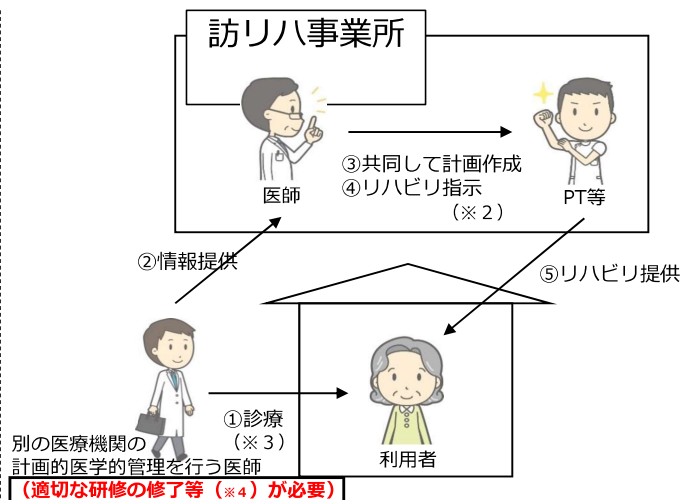 訪リハ事業所
医師
③共同して計画作成
④リハビリ指示
（※２）
PT等
②情報提供
⑤リハビリ提供
①診療
（※３）
別の医療機関の
計画的医学的管理を行う医師
（適切な研修の修了等（※４）が必要）
利用者